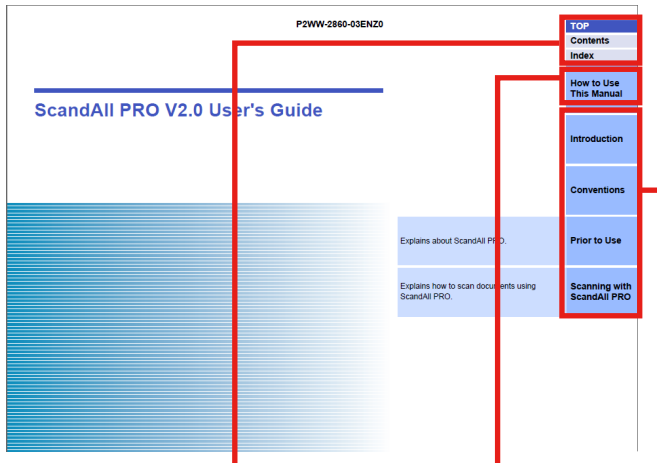 P2WW-2860-03ENZ0
TOP
Contents
Index
How to Use
This Manual
ScandAll PRO V2.0 User's Guide
Introduction
Conventions
Explains about ScandAll PRO.
Prior to Use
Explains how to scan documents using
ScandAll PRO.
Scanning with
ScandAll PRO